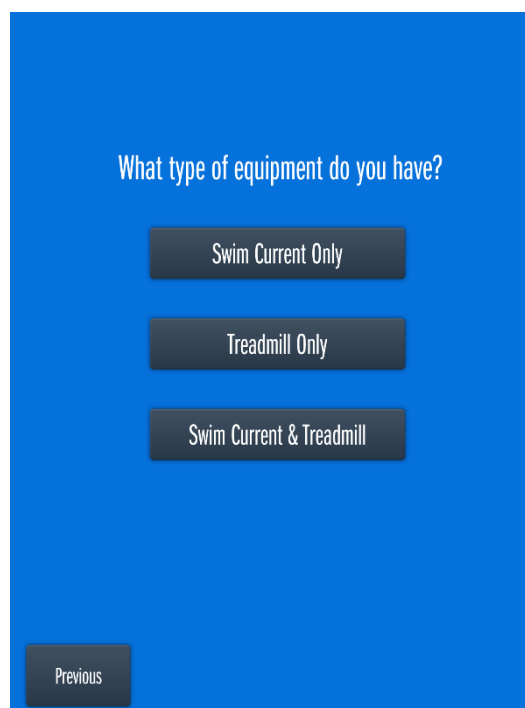 What type of equipment do you have?
Swim Current Only
Treadmill Only
Swim Current & Treadmill
Previous